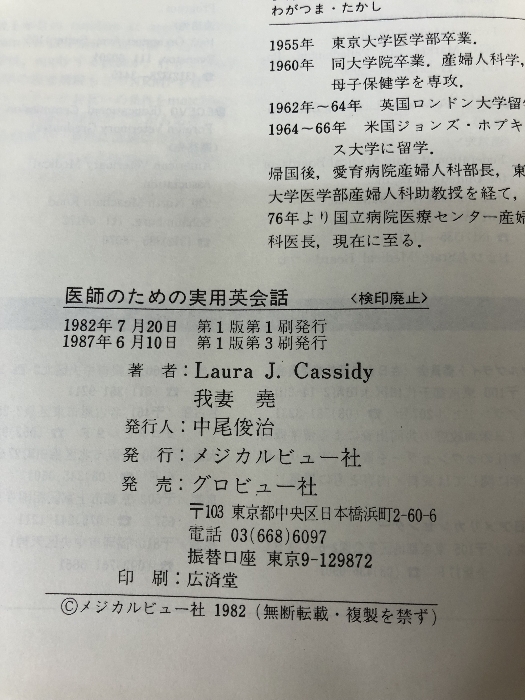 わがつま・たかし
1955年 東京大学医学部卒業.
1960年 同大学院卒業. 産婦人科学,
母子保健学を専攻.
1962年～64年 英国ロンドン大学留
1964～66年 米国ジョンズ・ホプキ
ス大学に留学.
帰国後, 愛育病院産婦人科部長, 東
大学医学部産婦人科助教授を経て,
76年より国立病院医療センター産婦
科医長, 現在に至る.
医師のための実用英会話 〈検印廃止〉
1982年7月20日 第1版第1刷発行
1987年6月10日 第1版第3刷発行
著者: Laura J. Cassidy
我妻 堯
発行人: 中尾俊治
発行: メジカルビュー社
発売: グロビュー社
〒103 東京都中央区日本橋浜町2-60-6
電話 03(668)6097
振替口座 東京9-129872
印刷: 広済堂
Ⓒメジカルビュー社 1982 (無断転載・複製を禁ず)